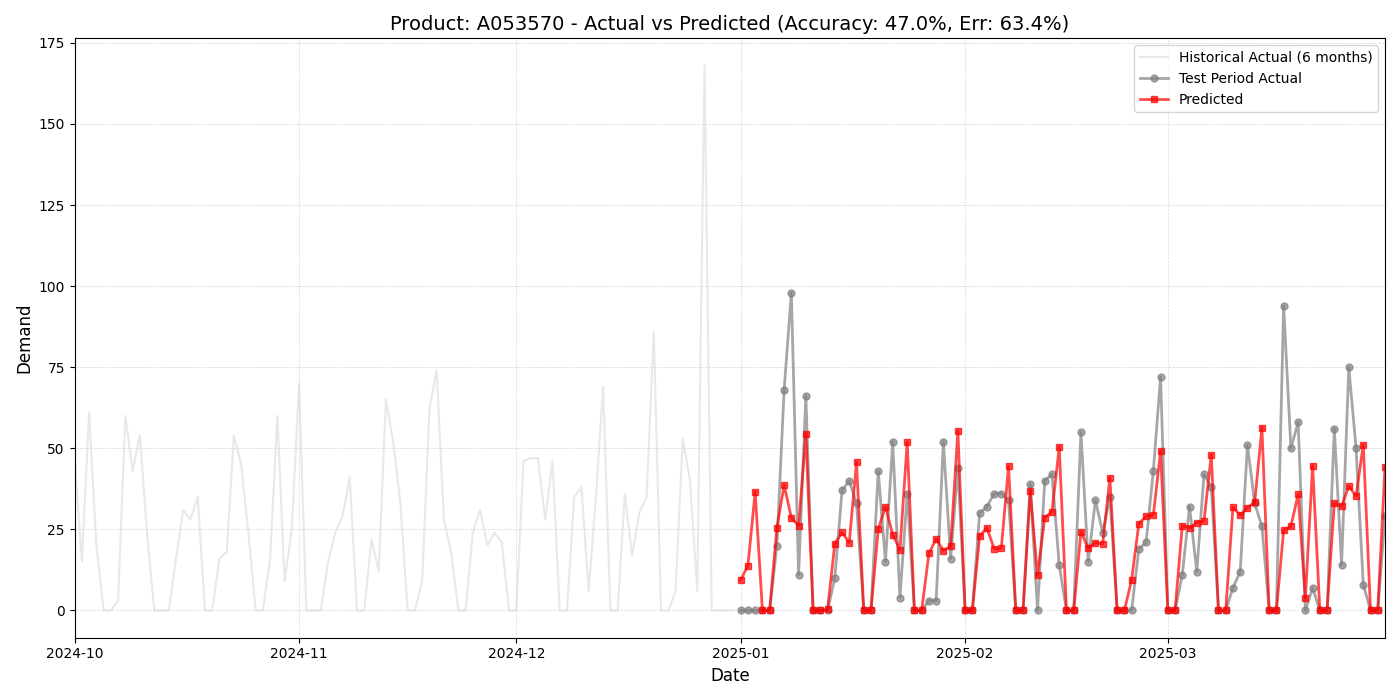 Product: A053570 - Actual vs Predicted (Accuracy: 47.0%, Err: 63.4%)
Historical Actual (6 months)
Test Period Actual
Predicted
Demand
175
150
125
100
75
50
25
0
2024-10
2024-11
2024-12
2025-01
2025-02
2025-03
Date